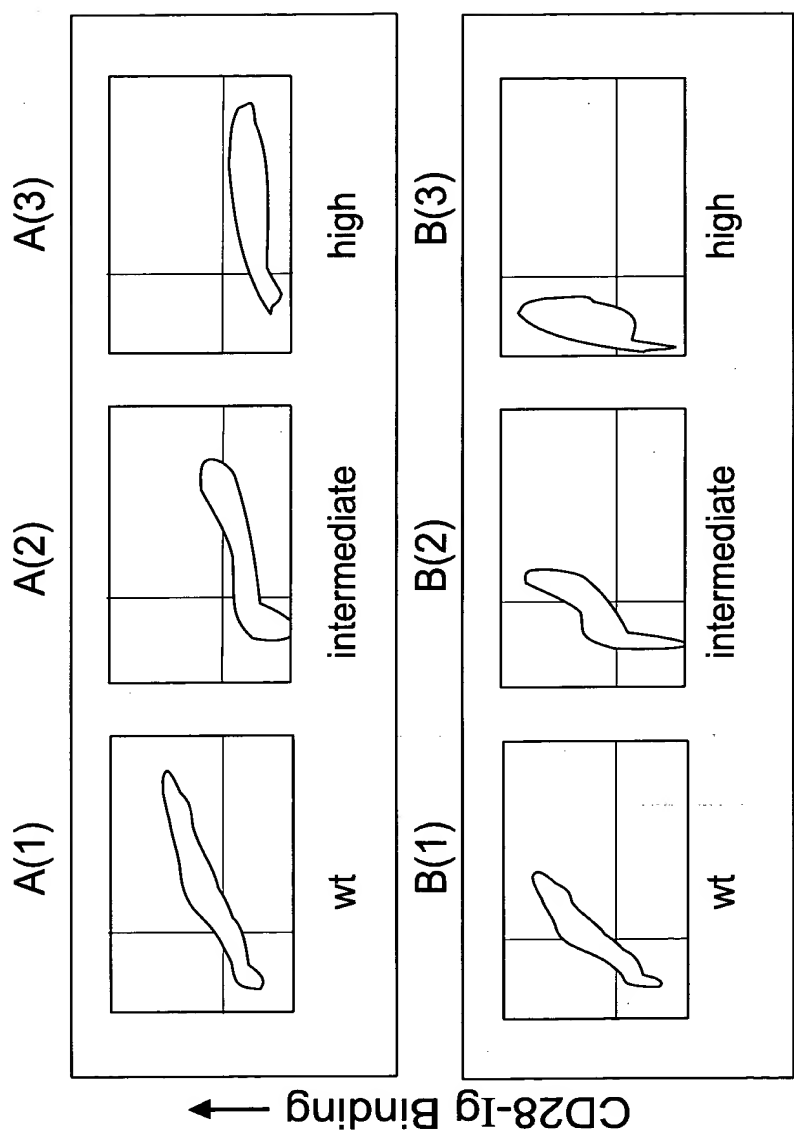 A(1) A(2) A(3)
wt intermediate high
B(1) B(2) B(3)
wt intermediate high
CD28-Ig Binding →